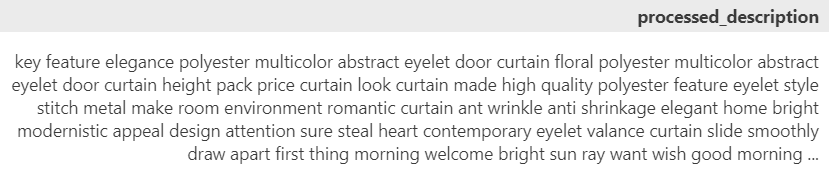 processed_description
key feature elegance polyester multicolor abstract eyelet door curtain floral polyester multicolor abstract
eyelet door curtain height pack price curtain look curtain made high quality polyester feature eyelet style
stitch metal make room environment romantic curtain ant wrinkle anti shrinkage elegant home bright
modernistic appeal design attention sure steal heart contemporary eyelet valance curtain slide smoothly
draw apart first thing morning welcome bright sun ray want wish good morning ...